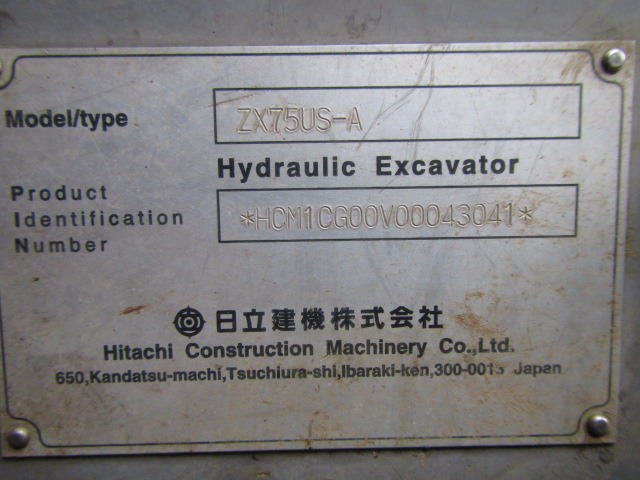 Model/type ZX75US-A
Hydraulic Excavator
Product
Identification *HCM1CG00V00043041*
Number
日立建機株式会社
Hitachi Construction Machinery Co.,Ltd.
650,Kandatsu-machi,Tsuchiura-shi,Ibaraki-ken,300-0013 Japan